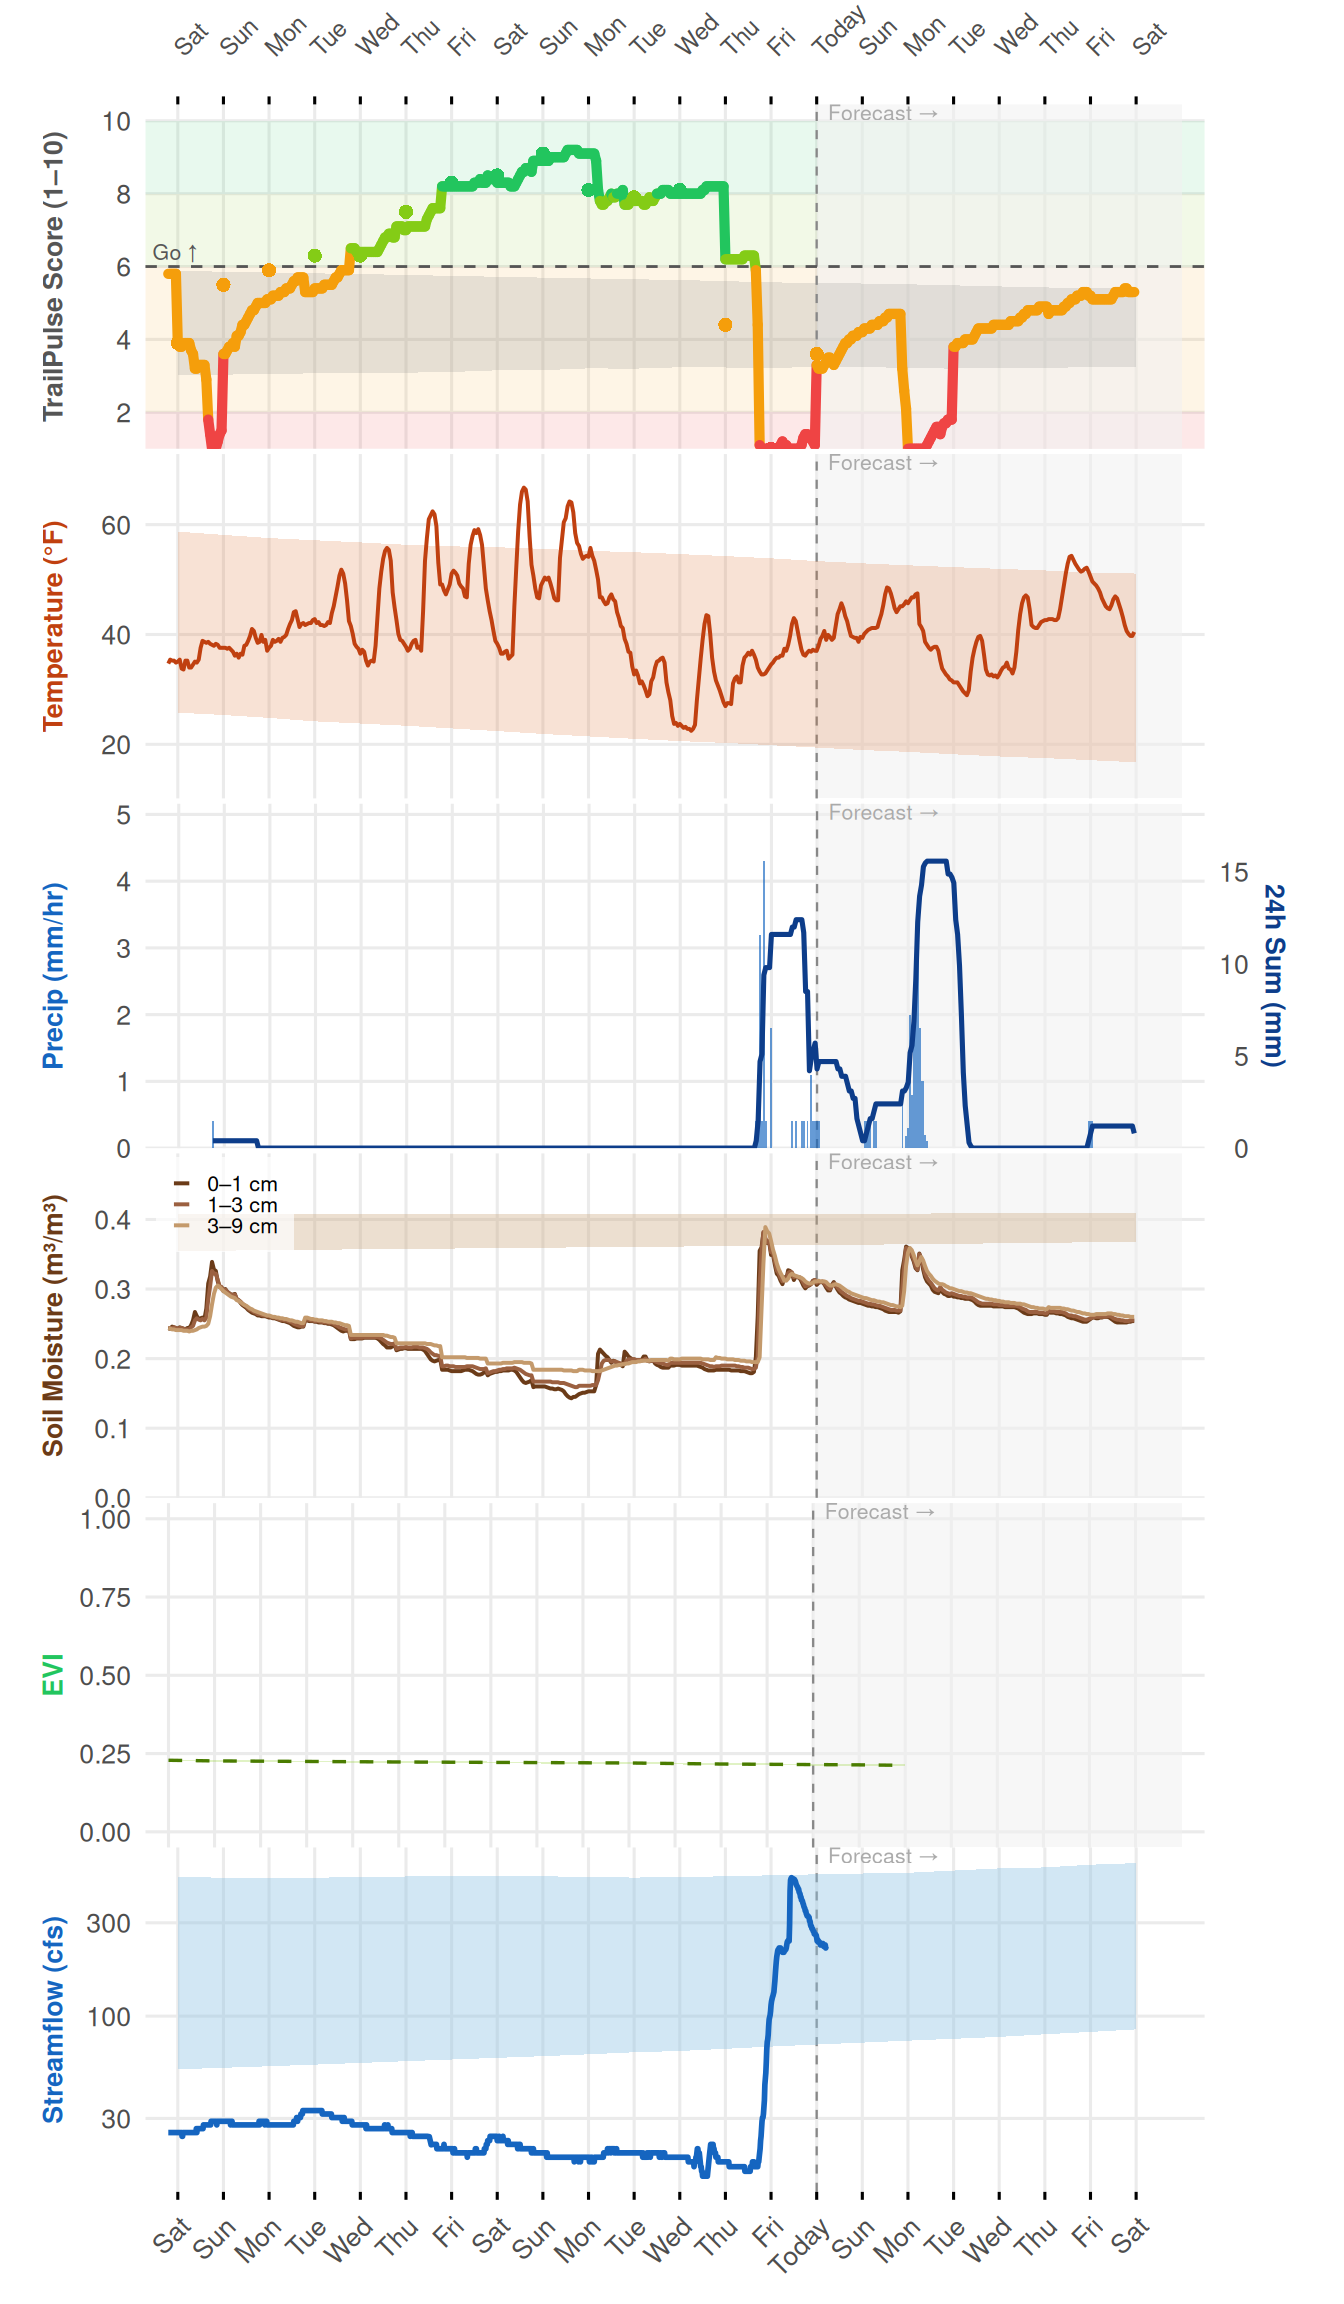 Sat Sun Mon Tue Wed Thu Fri Sat Sun Mon Tue Wed Thu Fri Today Sun Mon Tue Wed Thu Fri Sat
TrailPulse Score (1–10)
10
8
6
4
2
Go ↑
Forecast →
Temperature (°F)
60
40
20
Forecast →
Precip (mm/hr)
5
4
3
2
1
0
Forecast →
15
10
5
0
24h Sum (mm)
Soil Moisture (m³/m³)
0.4
0.3
0.2
0.1
0.0
0–1 cm
1–3 cm
3–9 cm
Forecast →
EVI
1.00
0.75
0.50
0.25
0.00
Forecast →
Streamflow (cfs)
300
100
30
Forecast →
Sat Sun Mon Tue Wed Thu Fri Sat Sun Mon Tue Wed Thu Fri Today Sun Mon Tue Wed Thu Fri Sat